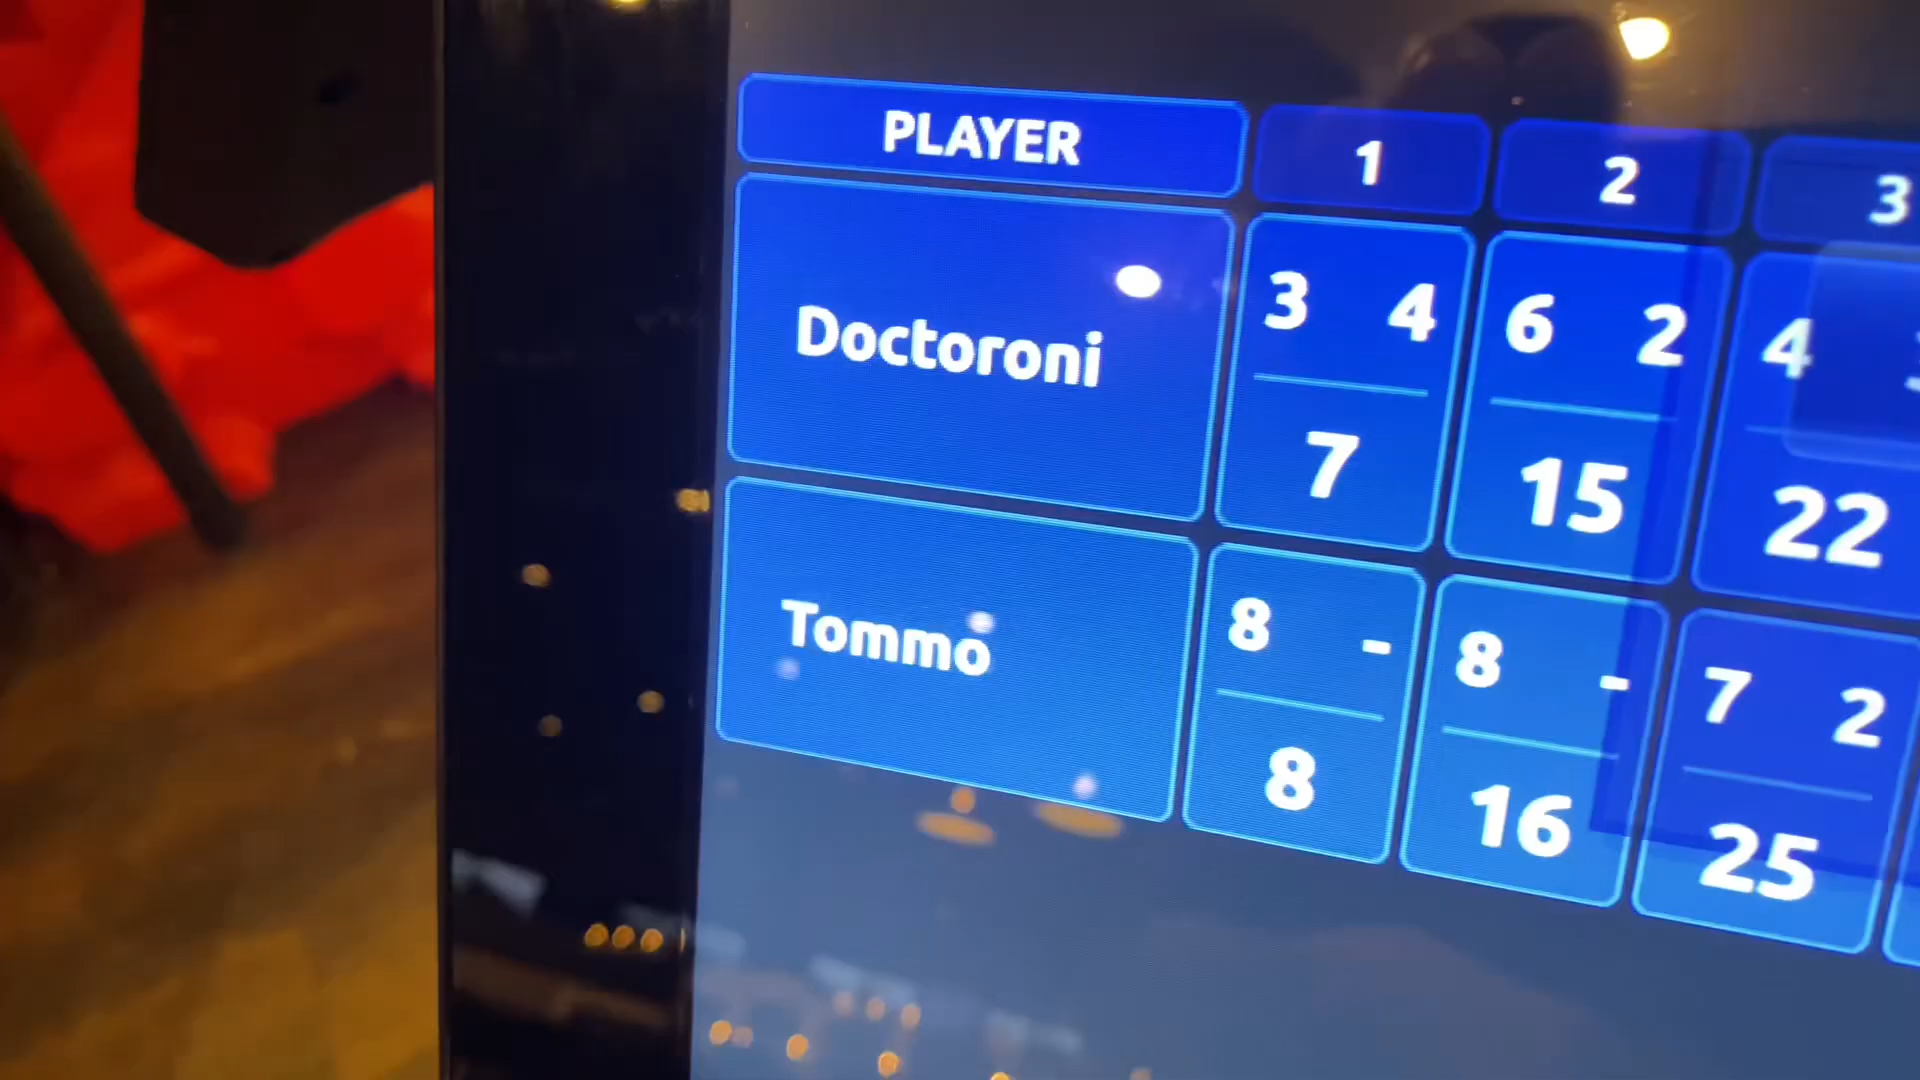 PLAYER 1 2 3
Doctoroni
3 4 6 2 4
7 15 22
Tommo
8 - 8 - 7 2
8 16 25